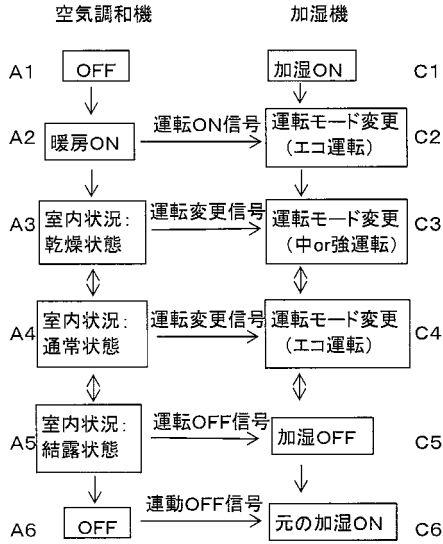 空気調和機 加湿機
A1 OFF 加湿ON C1
運転ON信号 運転モード変更
A2 暖房ON (エコ運転) C2
室内状況: 運転変更信号 運転モード変更
A3 乾燥状態 (中or強運転) C3
室内状況: 運転変更信号 運転モード変更
A4 通常状態 (エコ運転) C4
室内状況: 運転OFF信号
A5 結露状態 加湿OFF C5
連動OFF信号
A6 OFF 元の加湿ON C6